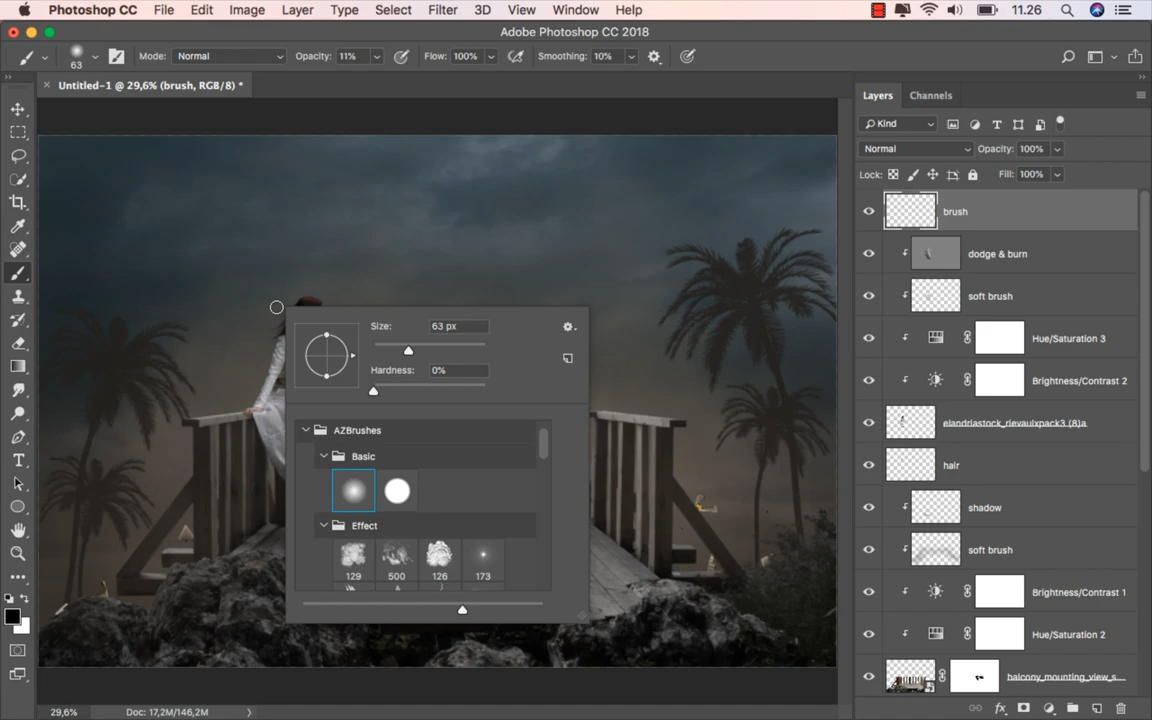 Photoshop CC File Edit Image Layer Type Select Filter 3D View Window Help 11.26
Adobe Photoshop CC 2018
63 Mode: Normal Opacity: 11% Flow: 100% Smoothing: 10%
Untitled-1 @ 29,6% (brush, RGB/8) *
Layers Channels
Kind
Normal Opacity: 100%
Lock: Fill: 100%
brush
dodge & burn
soft brush
Hue/Saturation 3
Brightness/Contrast 2
elandriastock_rievaulxpack3 (8)a
hair
shadow
soft brush
Brightness/Contrast 1
Hue/Saturation 2
balcony_mounting_view_s...
Size: 63 px
Hardness: 0%
AZBrushes
Basic
Effect
129 500 126 173
29,6% Doc: 17,2M/146,2M